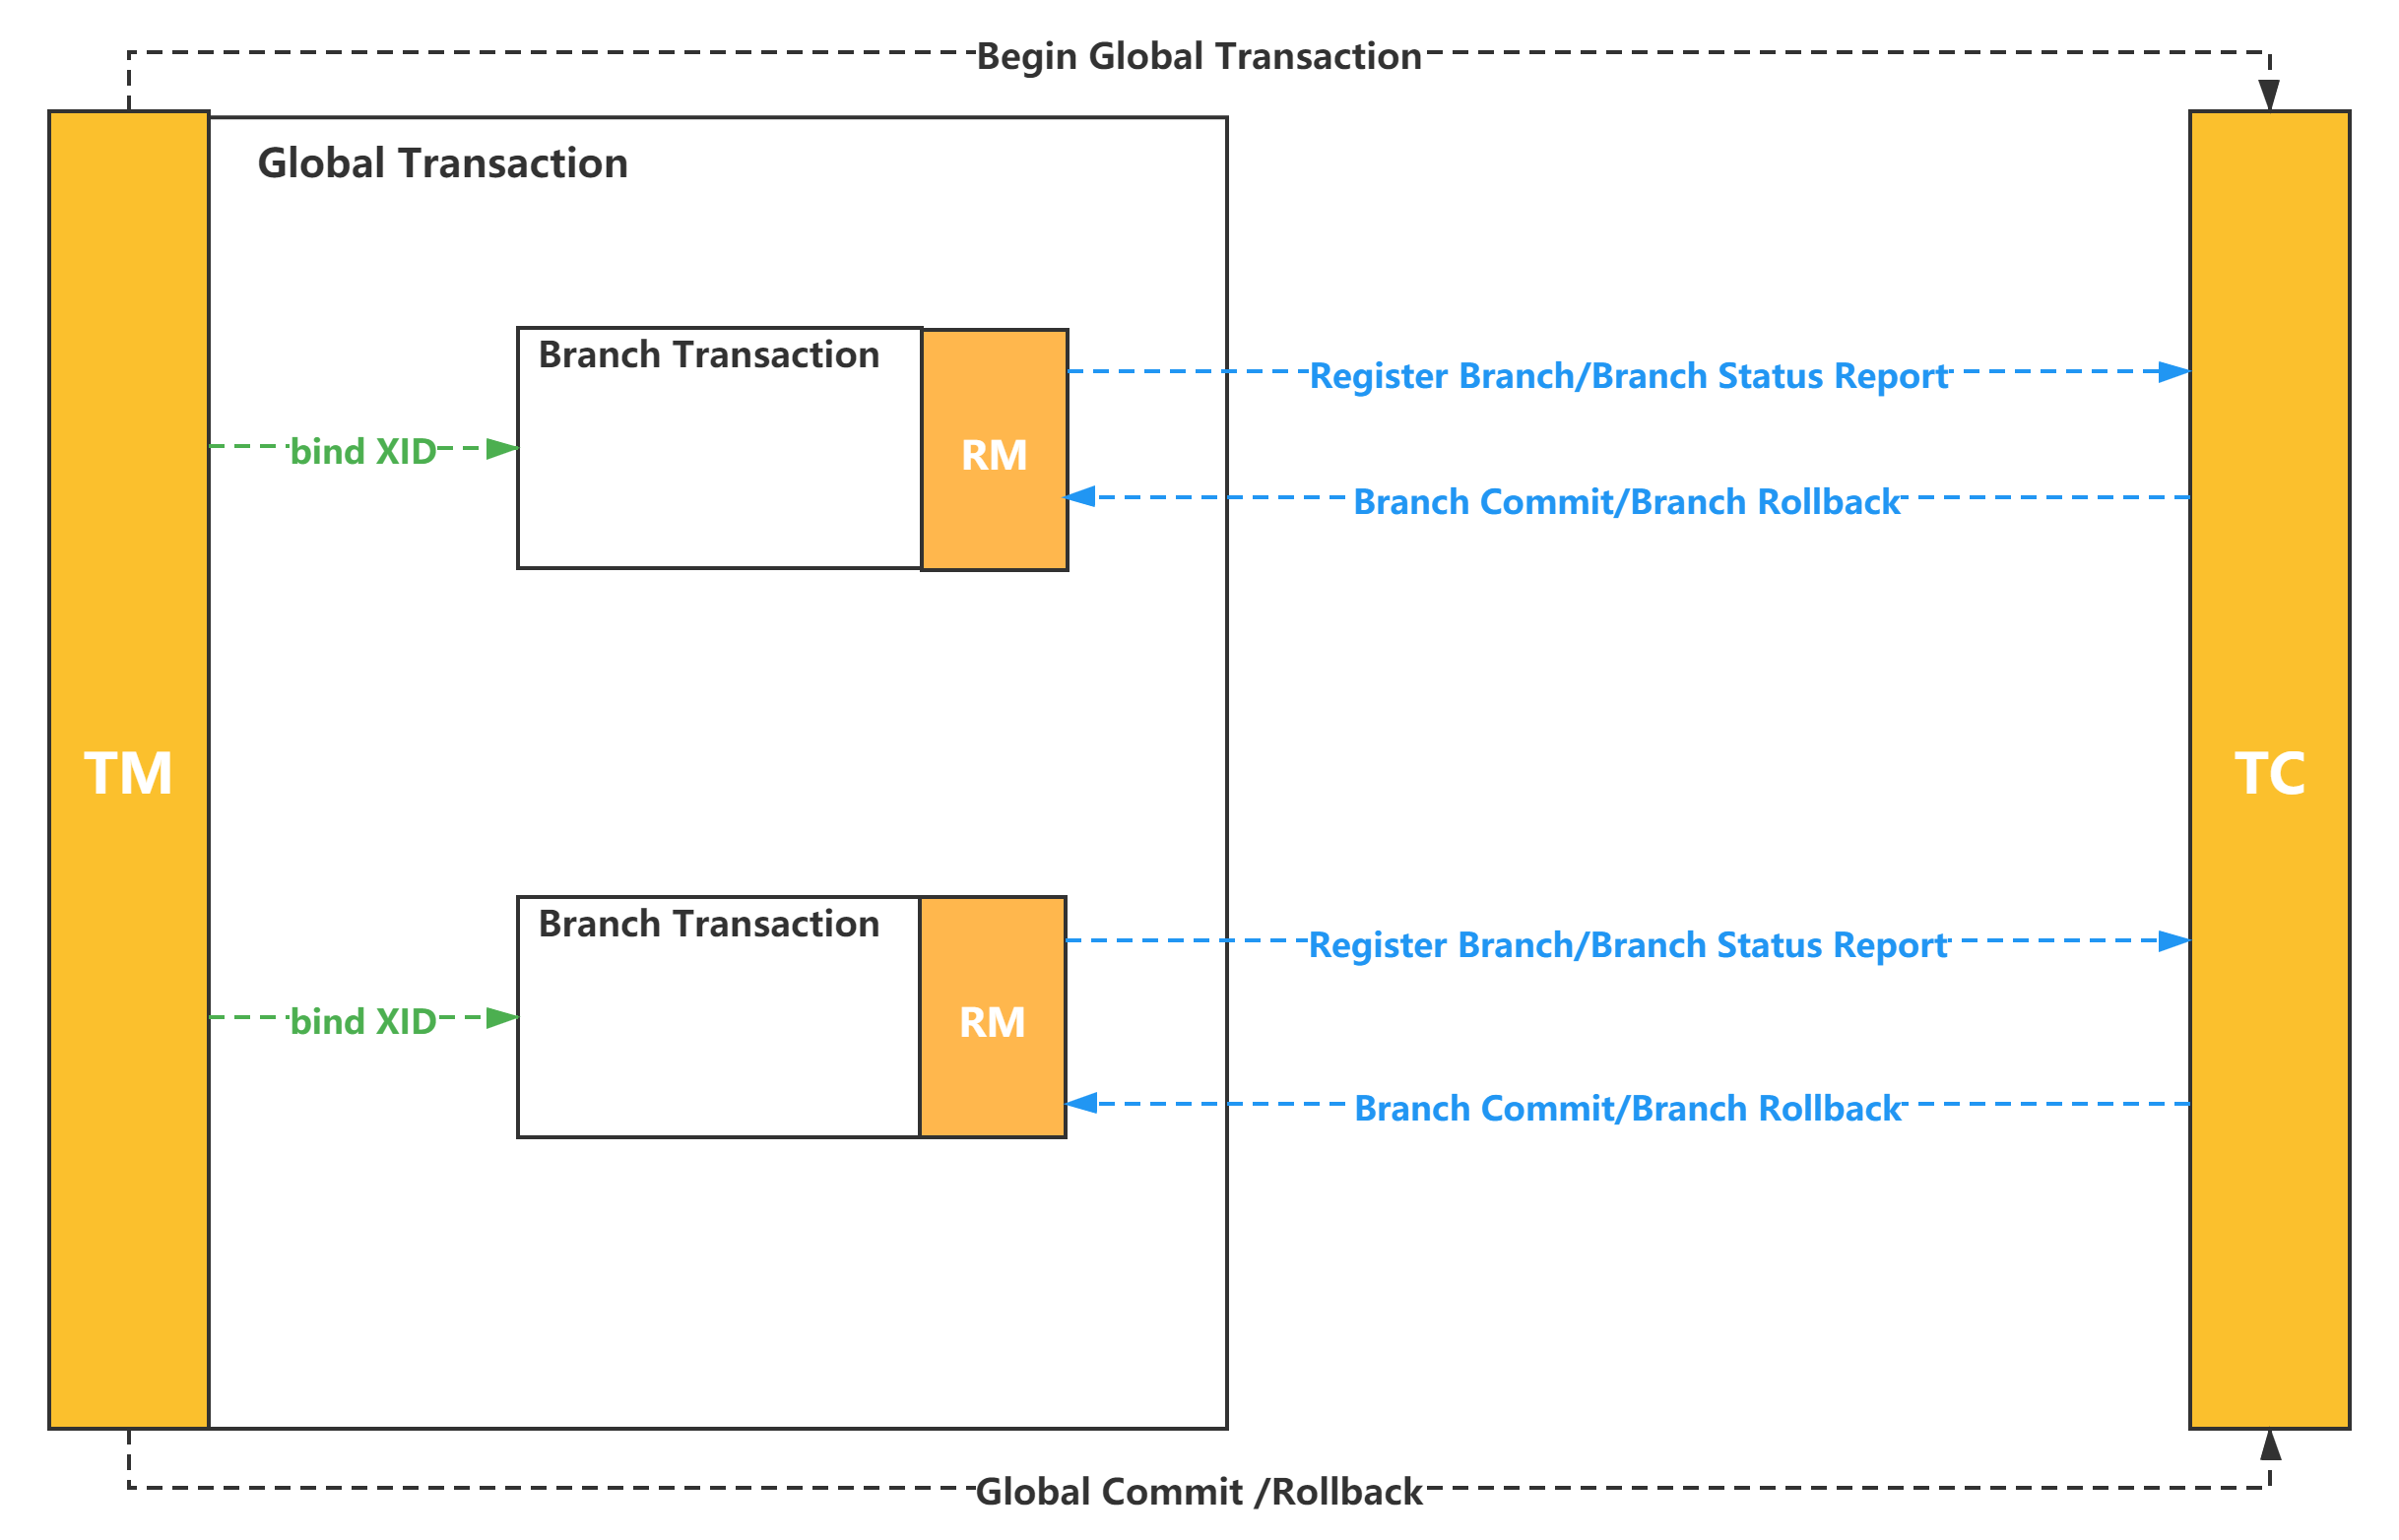 Begin Global Transaction
Global Transaction
Branch Transaction
Register Branch/Branch Status Report
bind XID
RM
Branch Commit/Branch Rollback
TM
TC
Branch Transaction
Register Branch/Branch Status Report
bind XID
RM
Branch Commit/Branch Rollback
Global Commit /Rollback